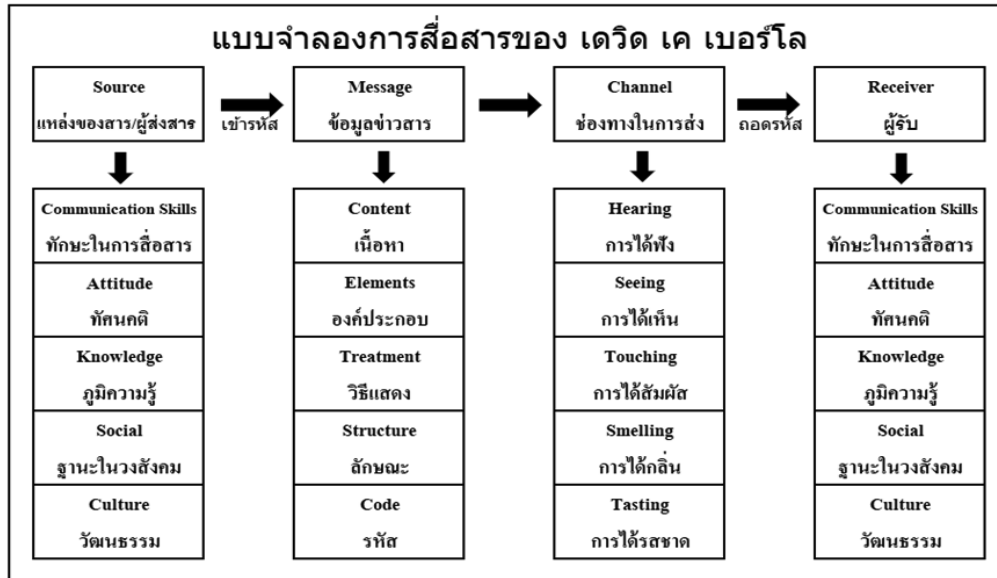 แบบจำลองการสื่อสารของ เดวิด เค เบอร์โล
Source
แหล่งของสาร/ผู้ส่งสาร
เข้ารหัส
Message
ข้อมูลข่าวสาร
Channel
ช่องทางในการส่ง
ถอดรหัส
Receiver
ผู้รับ
Communication Skills
ทักษะในการสื่อสาร
Attitude
ทัศนคติ
Knowledge
ภูมิความรู้
Social
ฐานะในวงสังคม
Culture
วัฒนธรรม
Content
เนื้อหา
Elements
องค์ประกอบ
Treatment
วิธีแสดง
Structure
ลักษณะ
Code
รหัส
Hearing
การได้ฟัง
Seeing
การได้เห็น
Touching
การได้สัมผัส
Smelling
การได้กลิ่น
Tasting
การได้รสชาด
Communication Skills
ทักษะในการสื่อสาร
Attitude
ทัศนคติ
Knowledge
ภูมิความรู้
Social
ฐานะในวงสังคม
Culture
วัฒนธรรม